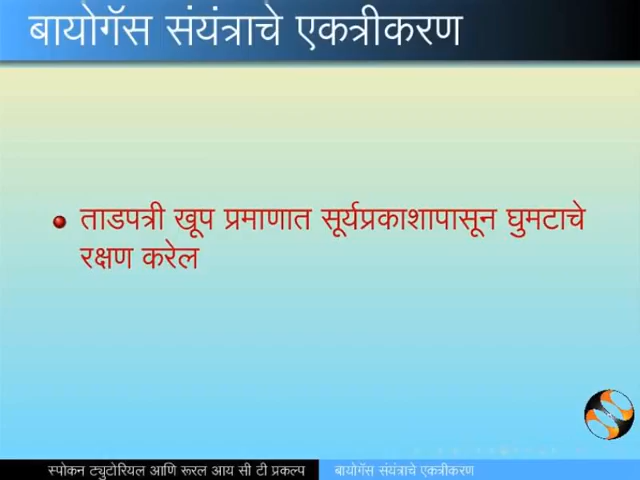 बायोगॅस संयंत्राचे एकत्रीकरण
ताडपत्री खूप प्रमाणात सूर्यप्रकाशापासून घुमटाचे
रक्षण करेल
स्पोकन ट्युटोरियल आणि रूरल आय सी टी प्रकल्प
बायोगॅस संयंत्राचे एकत्रीकरण